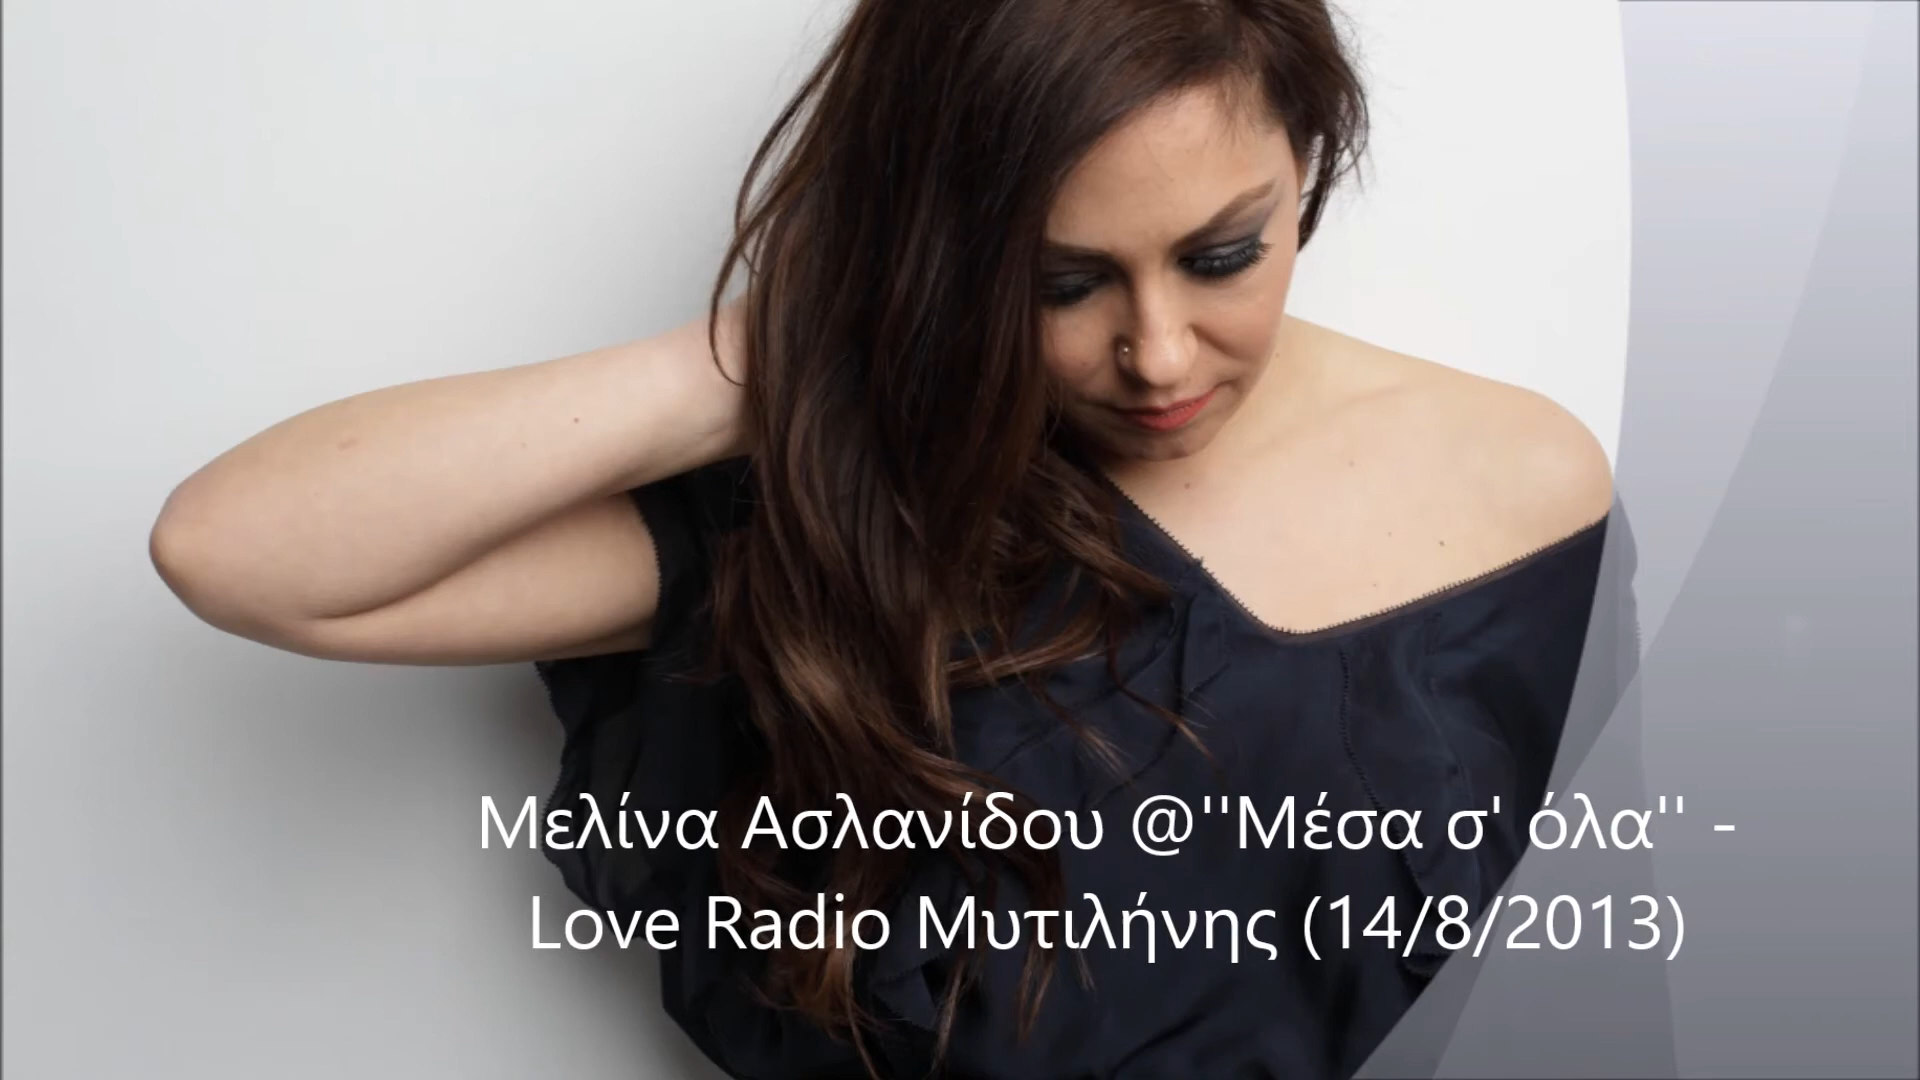 Μελίνα Ασλανίδου @''Μέσα σ' όλα'' -
Love Radio Μυτιλήνης (14/8/2013)